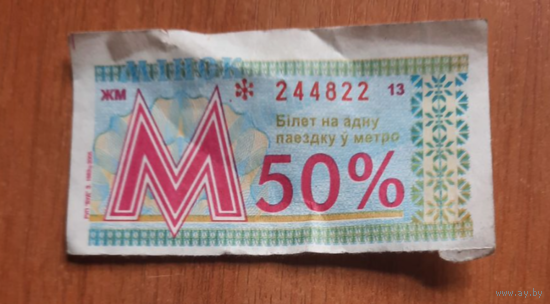 МІНСК
ЖМ * 244822 13
Білет на адну
паездку ў метро
М 50%
www.ay.by